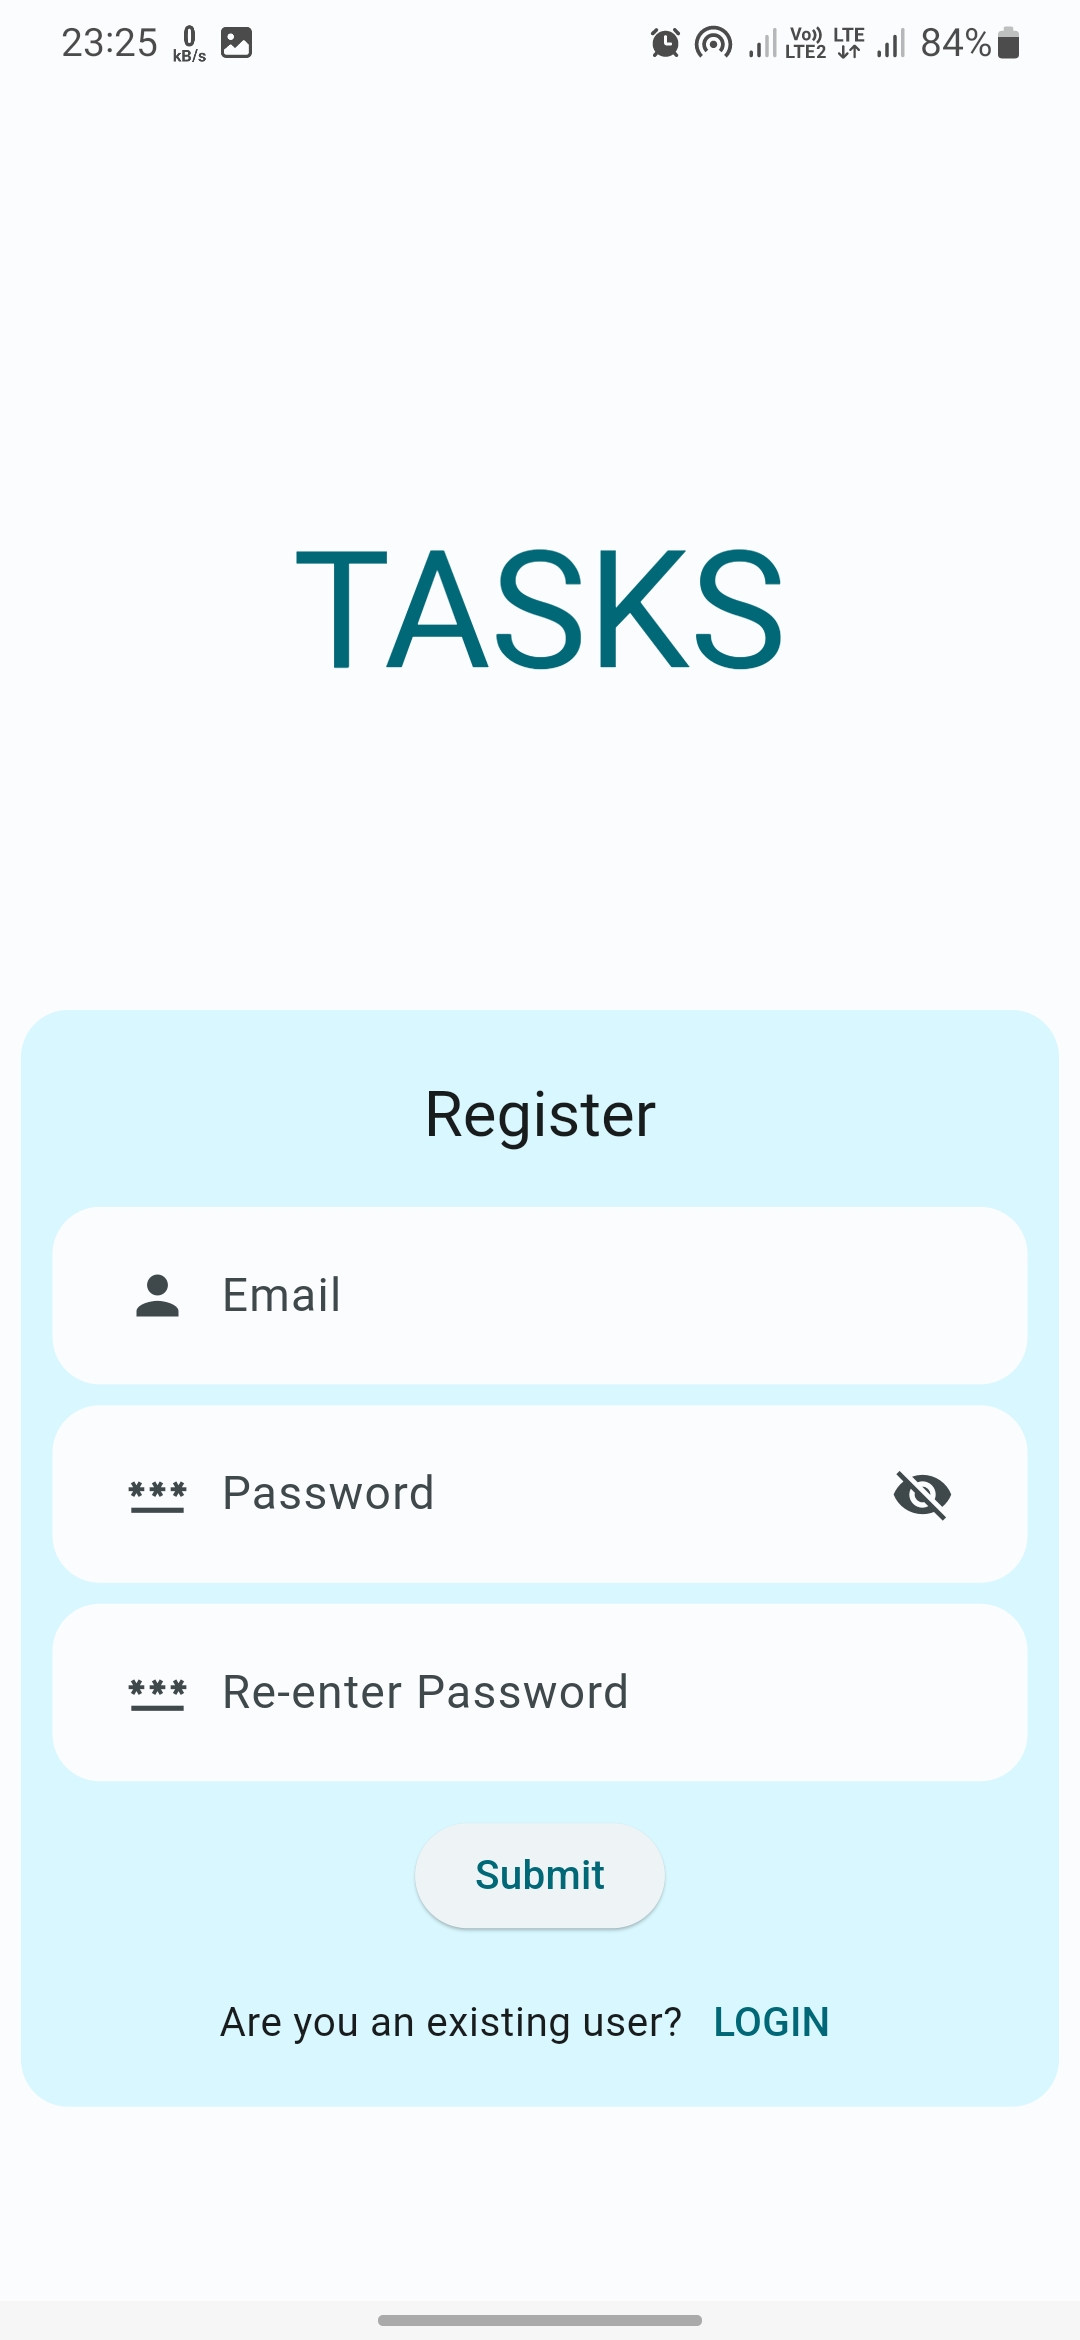 23:25 0 kB/s Vo)) LTE2 LTE 84%
TASKS
Register
Email
*** Password
*** Re-enter Password
Submit
Are you an existing user? LOGIN